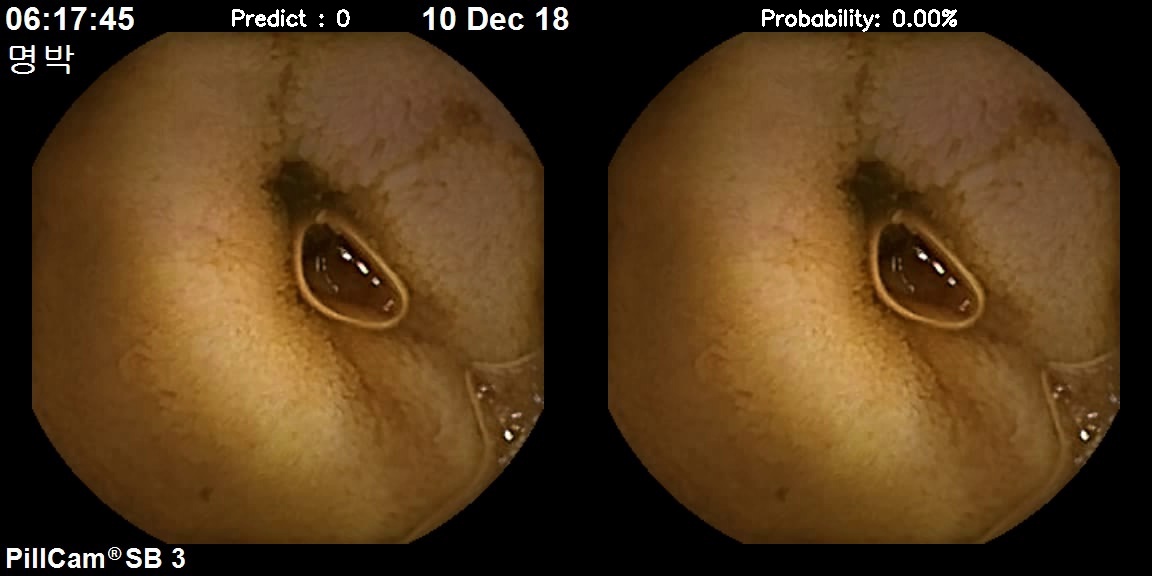 06:17:45
Predict : 0
10 Dec 18
Probability: 0.00%
명박
PillCam® SB 3